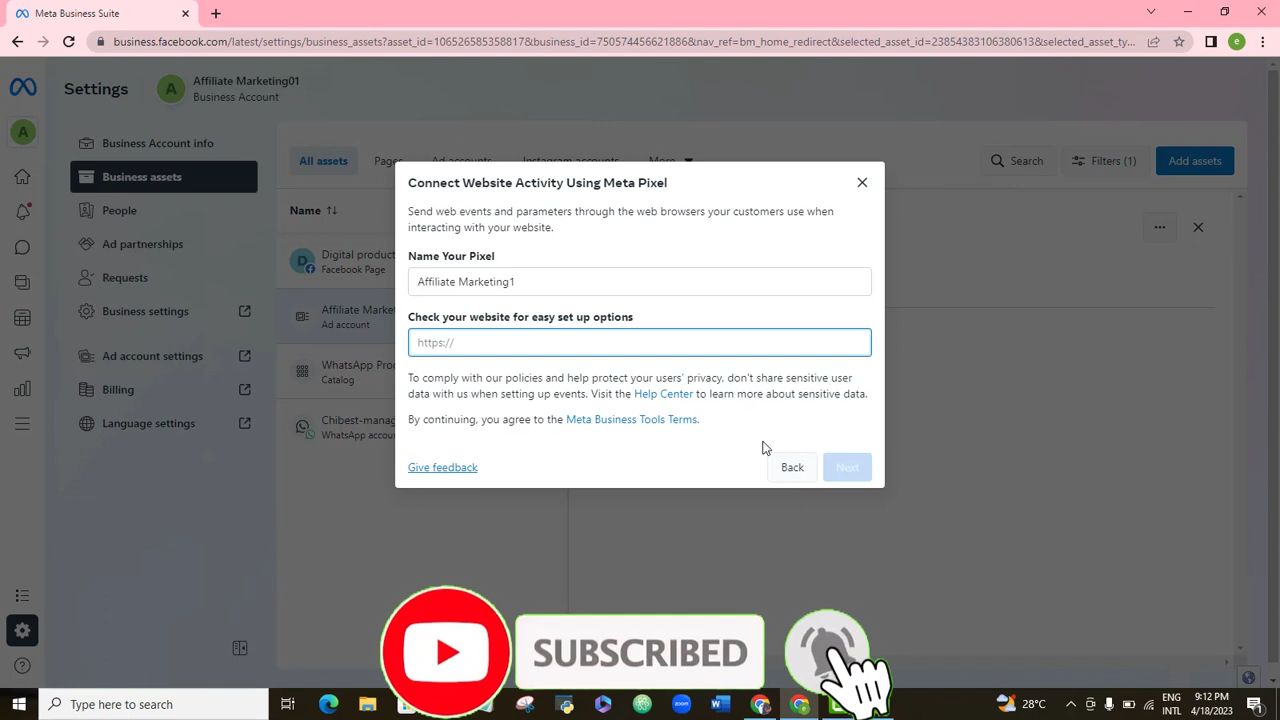 Meta Business Suite
business.facebook.com/latest/settings/business_assets?asset_id=106526585358817&business_id=750574456621886&nav_ref=bm_home_redirect&selected_asset_id=23854383106380613&selected_asset_ty...
e
Settings
A
Affiliate Marketing01
Business Account
A
Business Account info
Business assets
People
Ad partnerships
Requests
Business settings
Ad account settings
Billing
Language settings
All assets
Pages
Ad accounts
Instagram accounts
More
Search
Filters (1)
Add assets
Name
D
Digital product
Facebook Page
Affiliate Marke
Ad account
WhatsApp Pro
Catalog
Chibest-manag
WhatsApp accou
Connect Website Activity Using Meta Pixel
Send web events and parameters through the web browsers your customers use when
interacting with your website.
Name Your Pixel
Affiliate Marketing1
Check your website for easy set up options
https://
To comply with our policies and help protect your users' privacy, don't share sensitive user
data with us when setting up events. Visit the Help Center to learn more about sensitive data.
By continuing, you agree to the Meta Business Tools Terms.
Give feedback
Back
Next
SUBSCRIBED
Type here to search
zoom
28°C
ENG
INTL
9:12 PM
4/18/2023